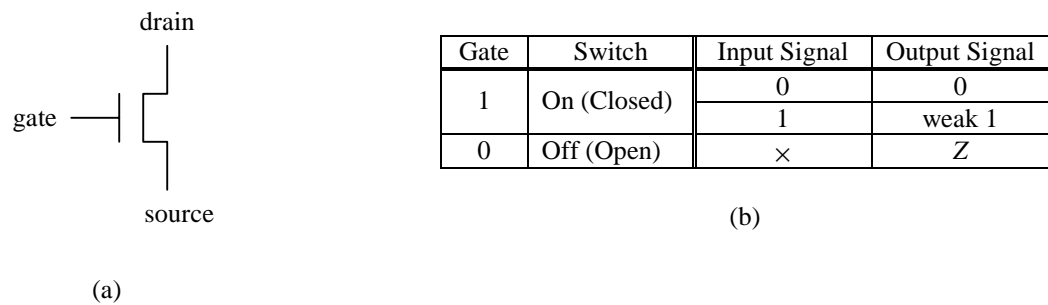 drain
gate
source
(a)
Gate Switch Input Signal Output Signal
1 On (Closed) 0 0
1 weak 1
0 Off (Open) × Z
(b)